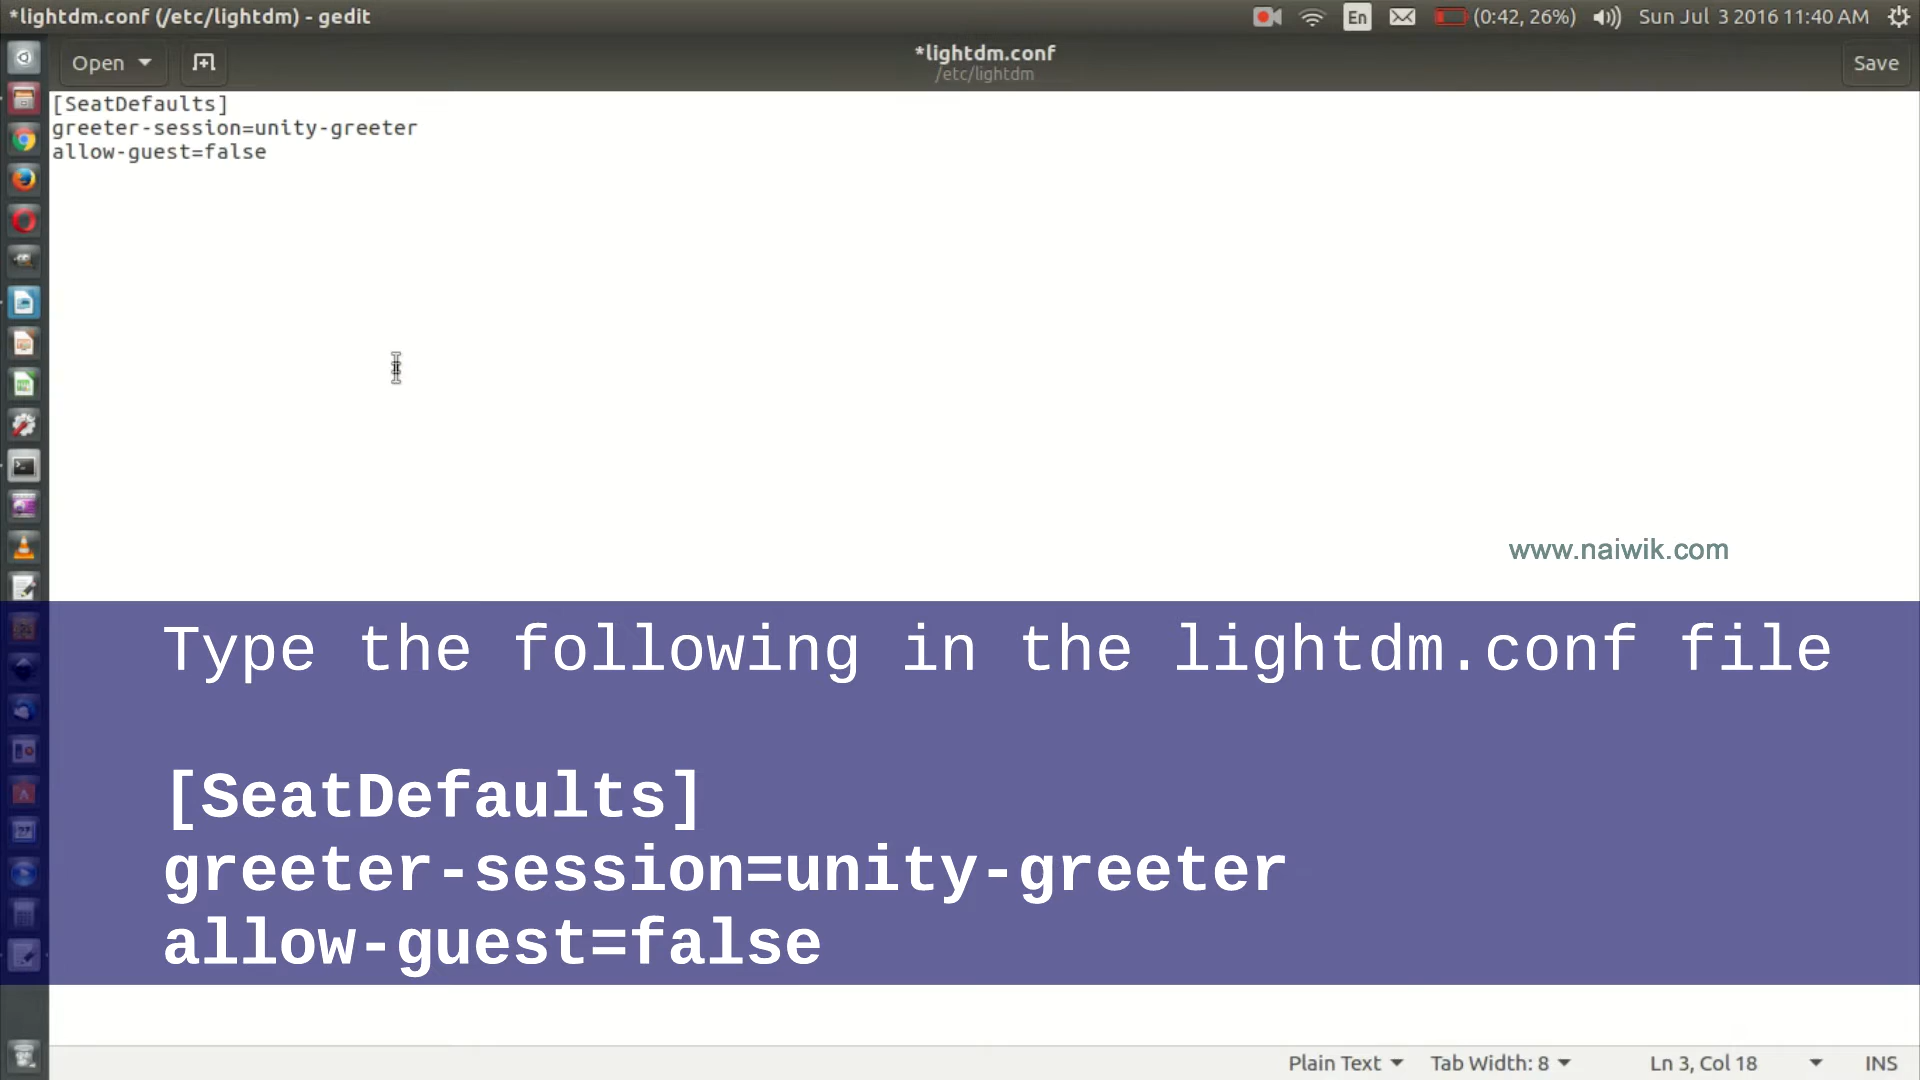 *lightdm.conf (/etc/lightdm) - gedit
En
(0:42, 26%)
Sun Jul 3 2016 11:40 AM
Open
*lightdm.conf
/etc/lightdm
Save
[SeatDefaults]
greeter-session=unity-greeter
allow-guest=false
www.naiwik.com
Type the following in the lightdm.conf file
[SeatDefaults]
greeter-session=unity-greeter
allow-guest=false
Plain Text
Tab Width: 8
Ln 3, Col 18
INS